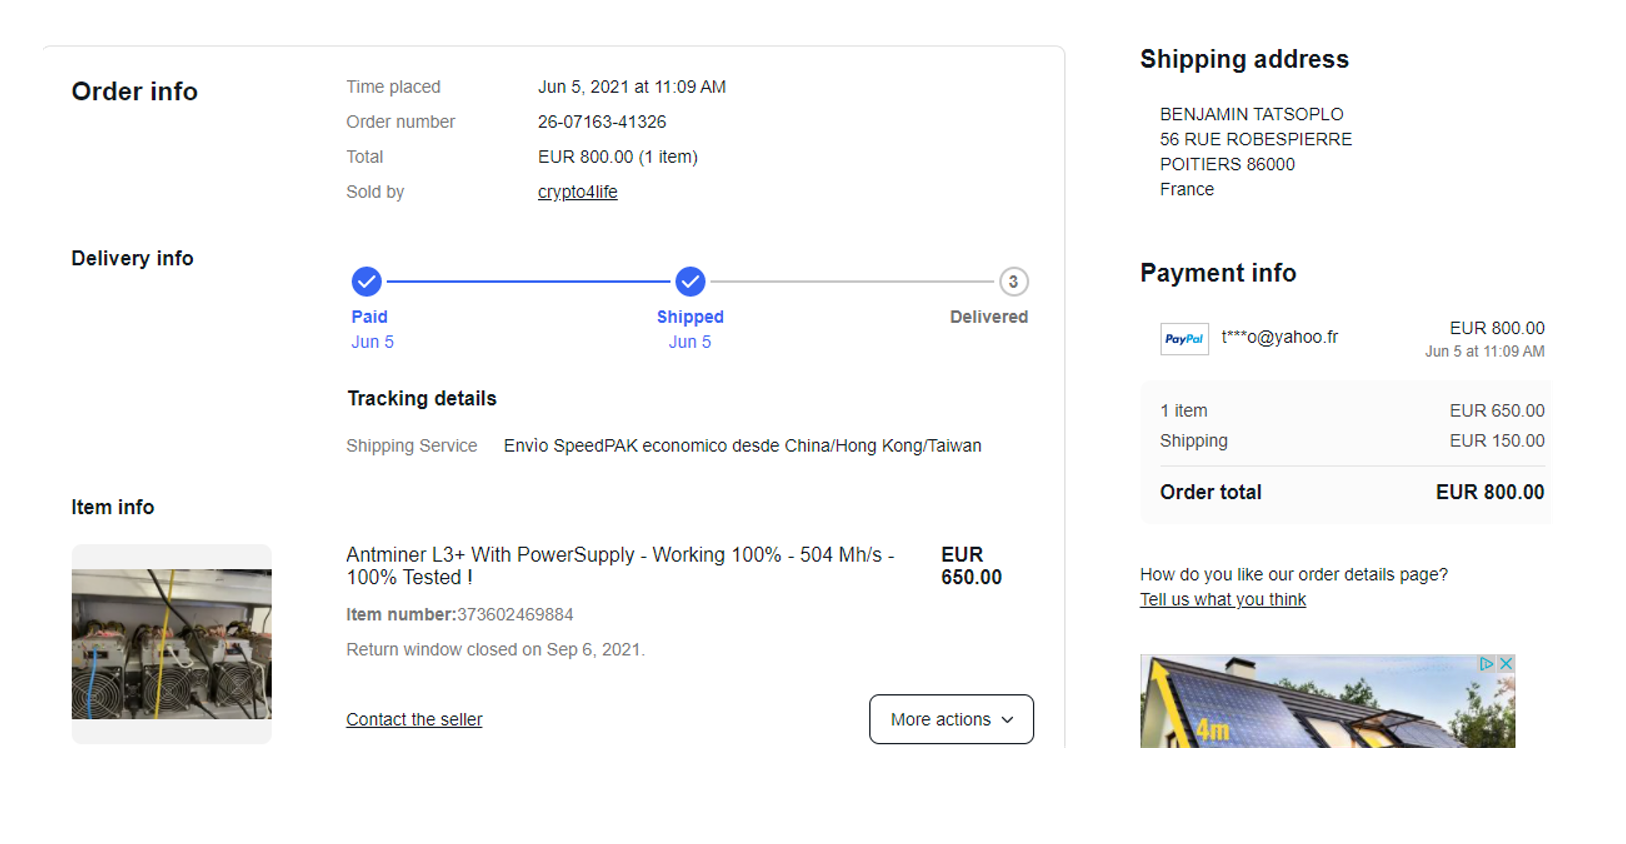 Order info
Time placed Jun 5, 2021 at 11:09 AM
Order number 26-07163-41326
Total EUR 800.00 (1 item)
Sold by crypto4life
Delivery info
3
Paid Shipped Delivered
Jun 5 Jun 5
Tracking details
Shipping Service Envìo SpeedPAK economico desde China/Hong Kong/Taiwan
Item info
Antminer L3+ With PowerSupply - Working 100% - 504 Mh/s -
100% Tested !
EUR
650.00
Item number:373602469884
Return window closed on Sep 6, 2021.
Contact the seller
More actions
Shipping address
BENJAMIN TATSOPLO
56 RUE ROBESPIERRE
POITIERS 86000
France
Payment info
PayPal t***o@yahoo.fr EUR 800.00
Jun 5 at 11:09 AM
1 item EUR 650.00
Shipping EUR 150.00
Order total EUR 800.00
How do you like our order details page?
Tell us what you think
4m